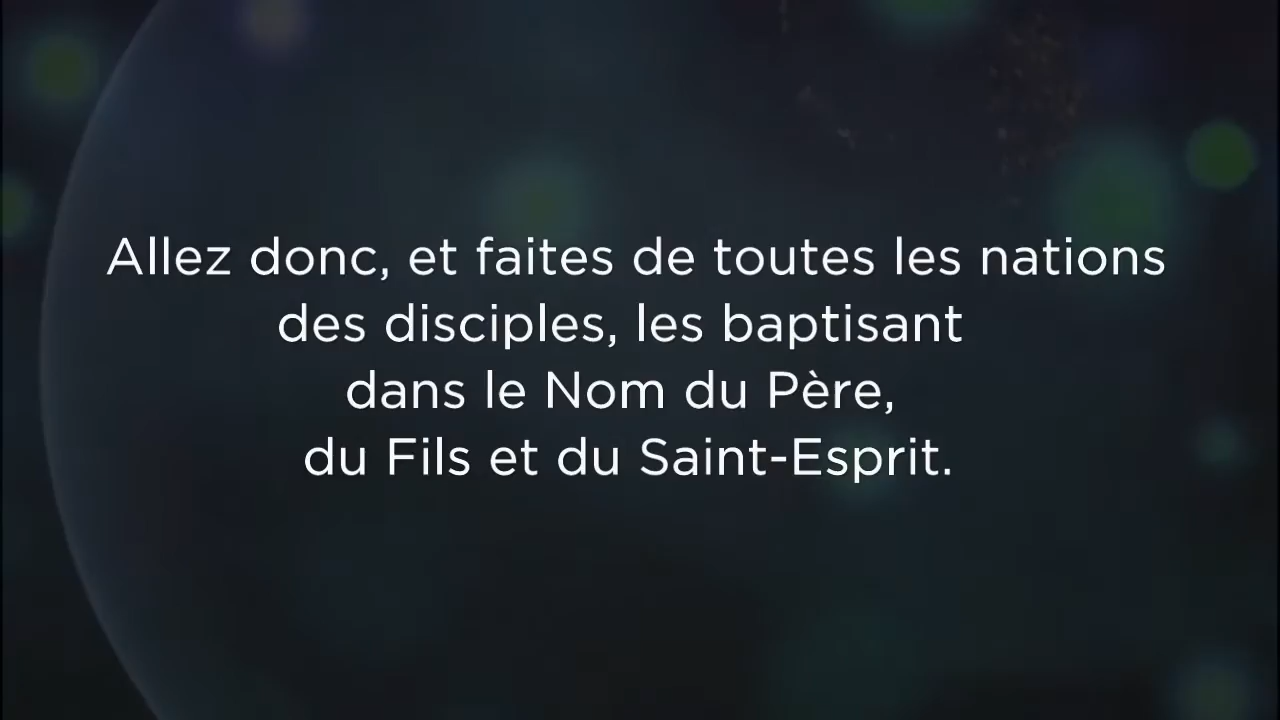 Allez donc, et faites de toutes les nations
des disciples, les baptisant
dans le Nom du Père,
du Fils et du Saint-Esprit.